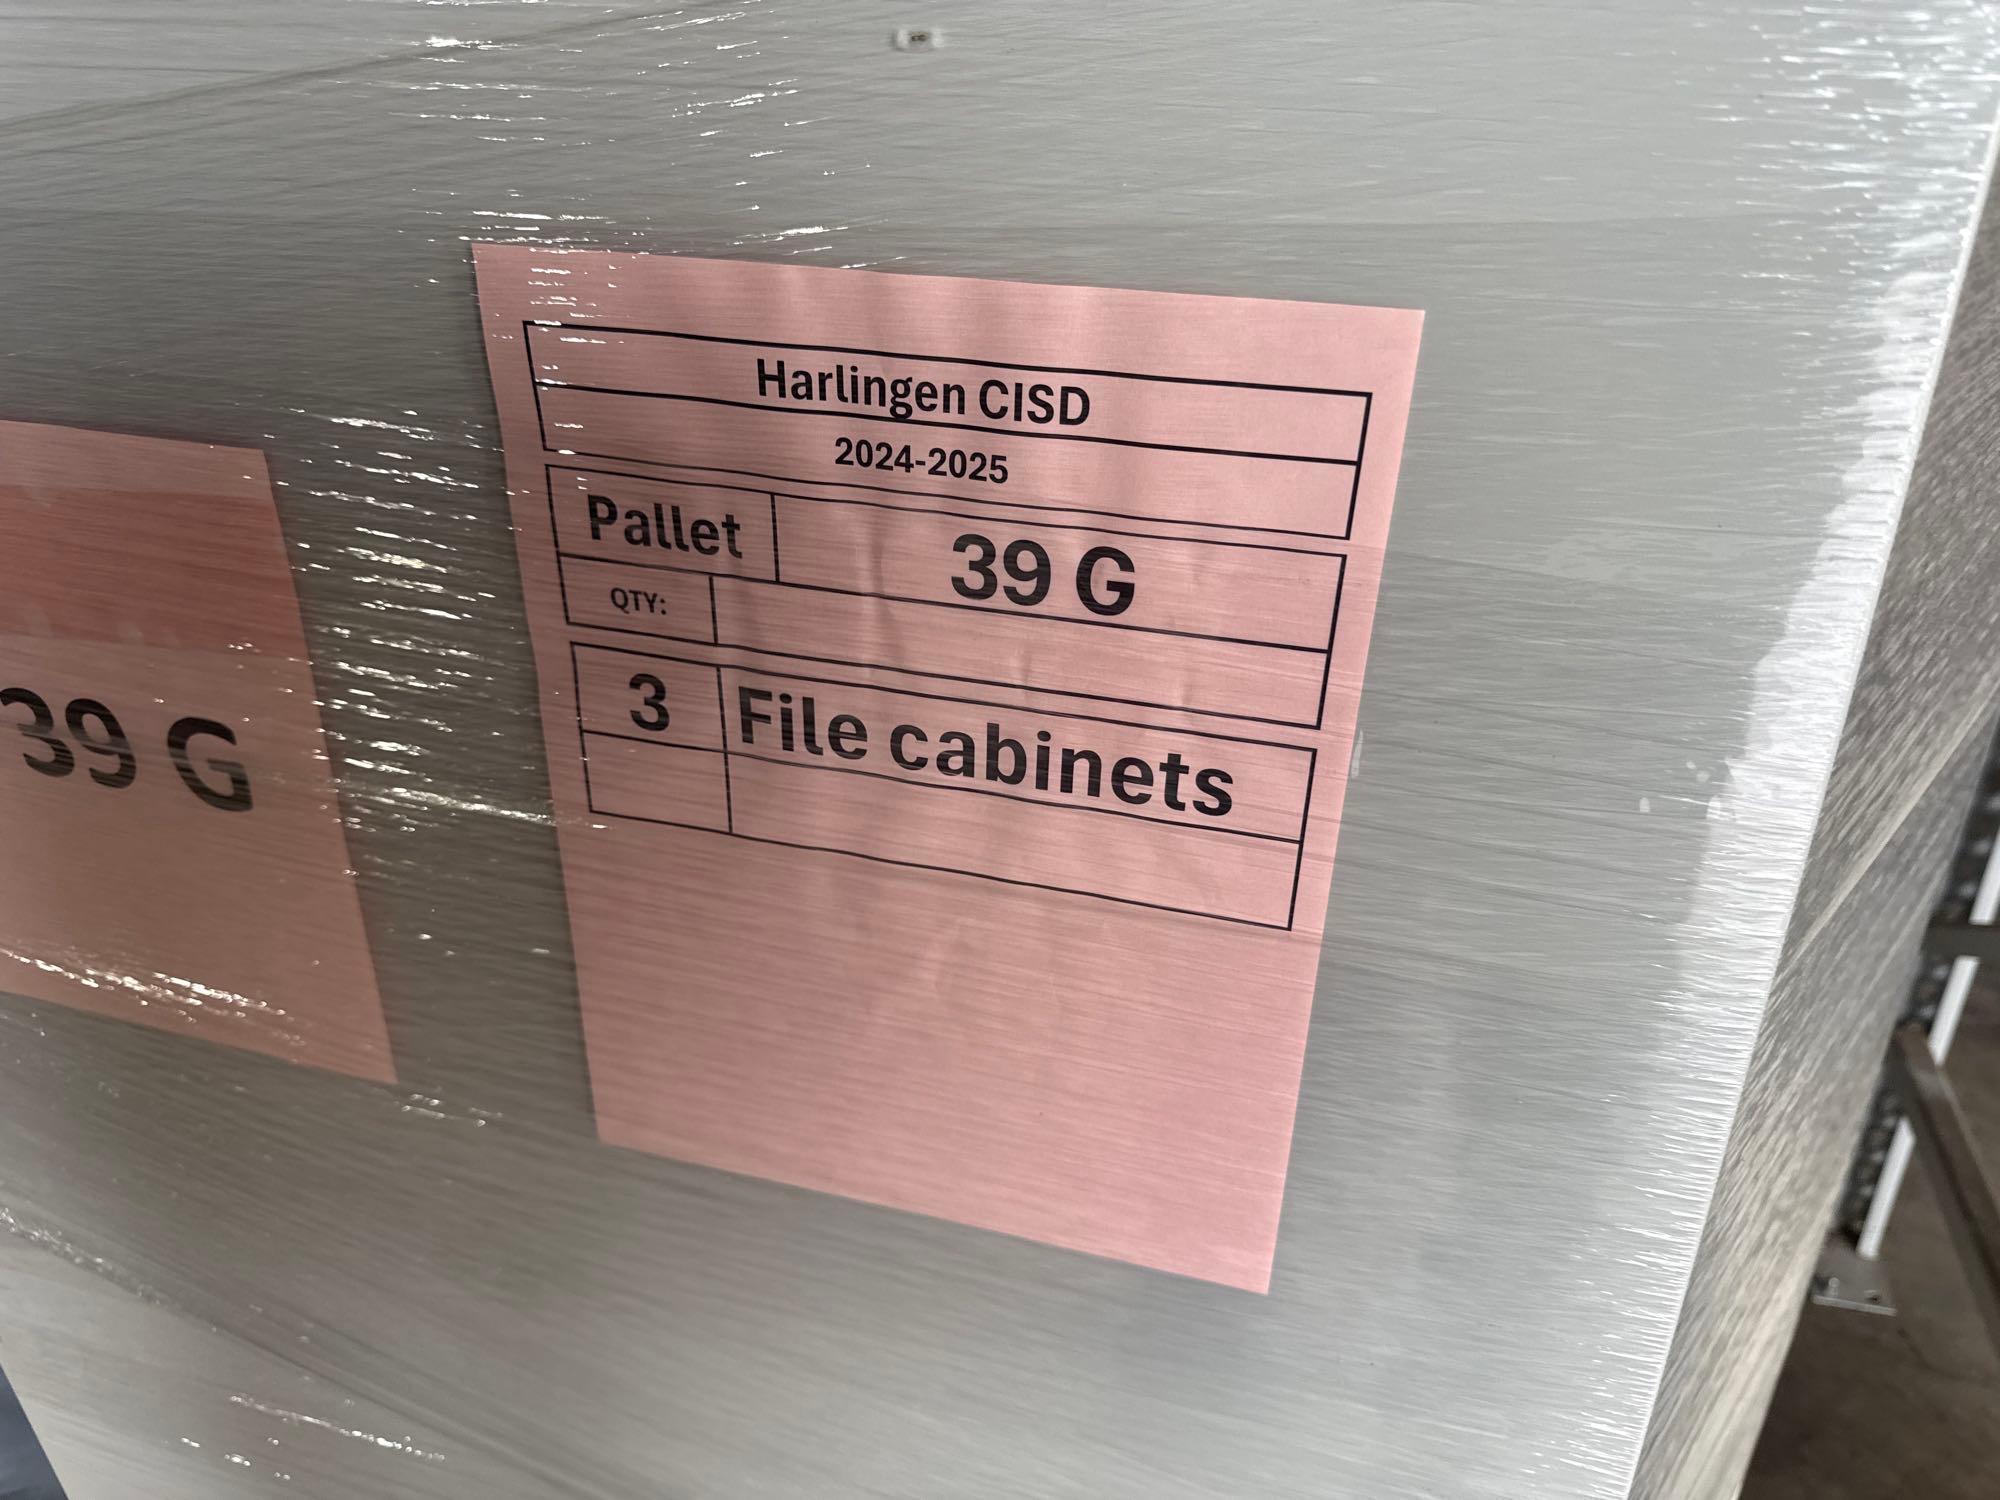 Harlingen CISD
2024-2025
Pallet 39 G
QTY:
3 File cabinets
39 G